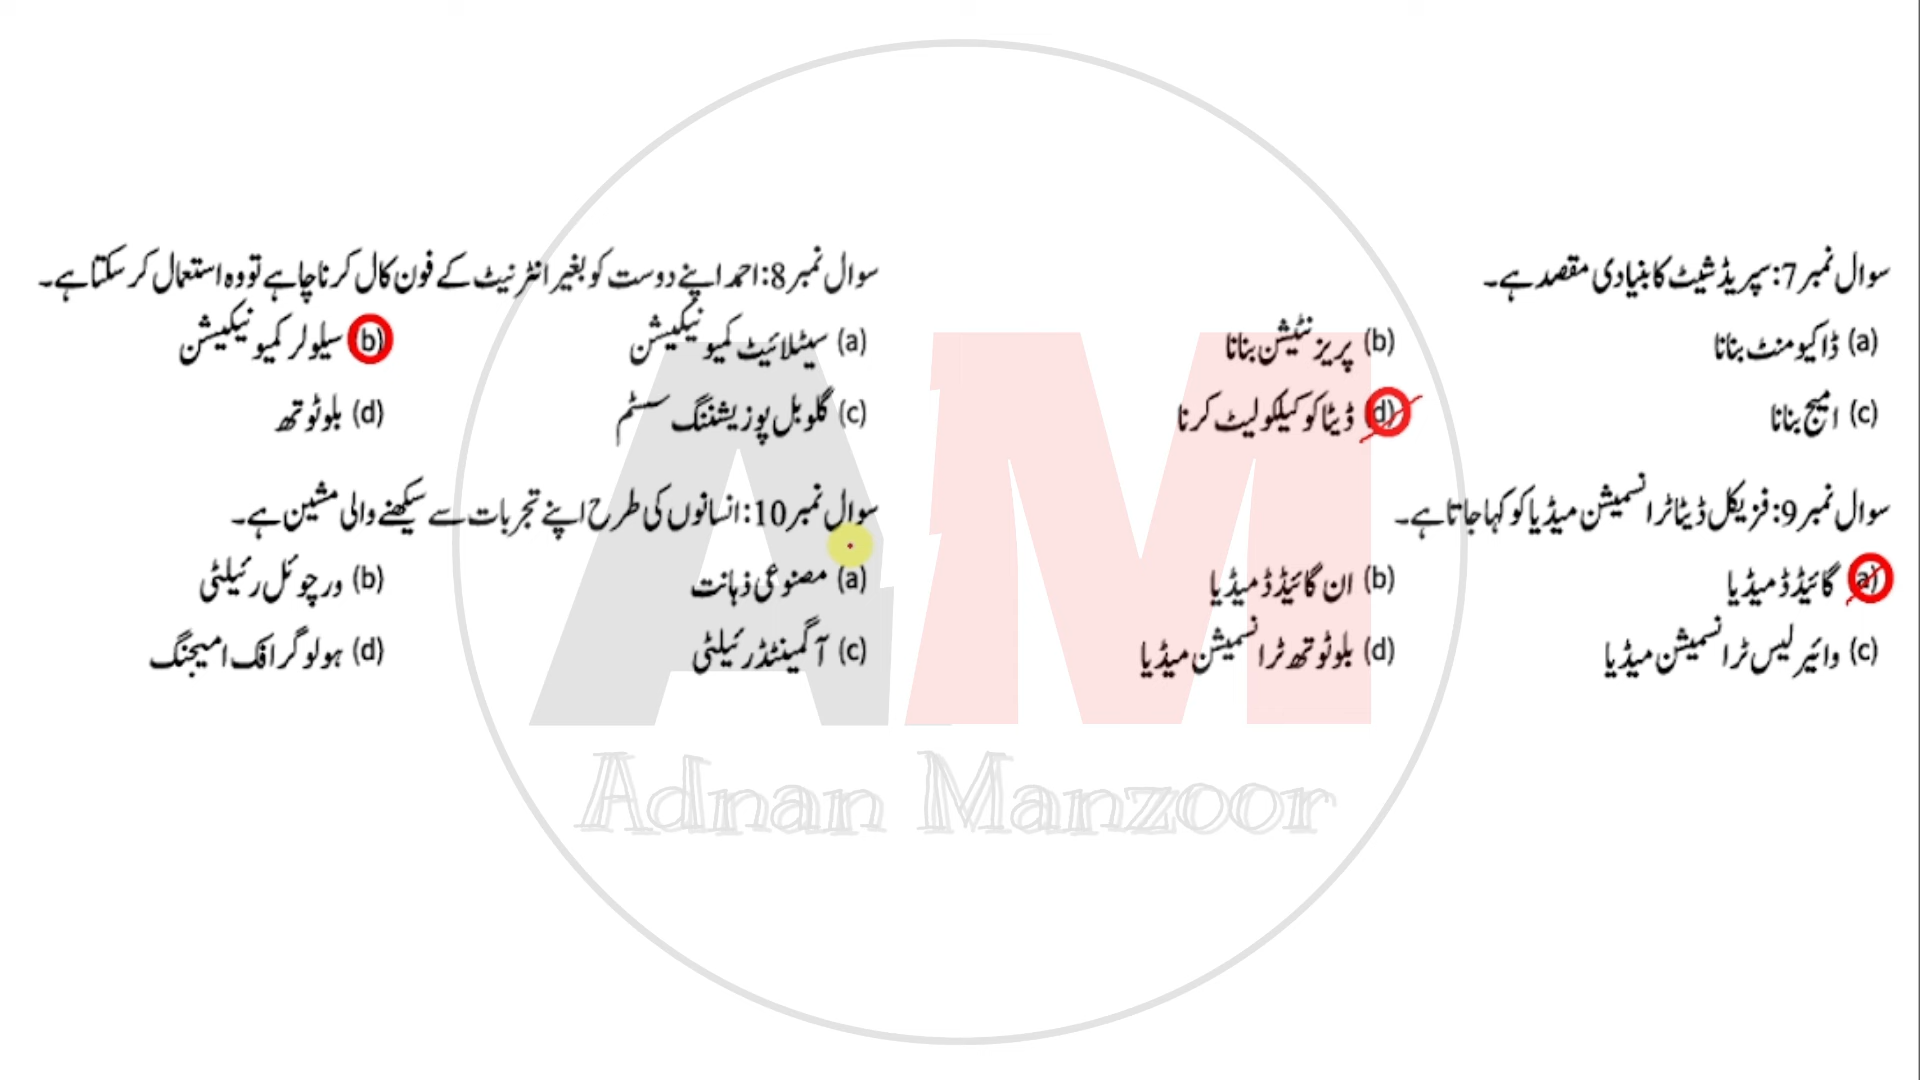 سوال نمبر 7: سپریڈ شیٹ کا بنیادی مقصد ہے۔
(a) ڈاکیومنٹ بنانا (b) پریزنٹیشن بنانا
(c) امیج بنانا (d) ڈیٹا کو کیلکولیٹ کرنا
سوال نمبر 8: احمد اپنے دوست کو بغیر انٹرنیٹ کے فون کال کرنا چاہے تو وہ استعمال کر سکتا ہے۔
(a) سیٹلائیٹ کمیونیکیشن (b) سیلولر کمیونیکیشن
(c) گلوبل پوزیشننگ سسٹم (d) بلوٹوتھ
سوال نمبر 9: فزیکل ڈیٹا ٹرانسمیشن میڈیا کو کہا جاتا ہے۔
(a) گائیڈڈ میڈیا (b) ان گائیڈڈ میڈیا
(c) وائیرلیس ٹرانسمیشن میڈیا (d) بلوٹوتھ ٹرانسمیشن میڈیا
سوال نمبر 10: انسانوں کی طرح اپنے تجربات سے سیکھنے والی مشین ہے۔
(a) مصنوعی ذہانت (b) ورچوئل رئیلٹی
(c) آگمینٹڈ رئیلٹی (d) ہولوگرافک امیجنگ
AM
Adnan Manzoor